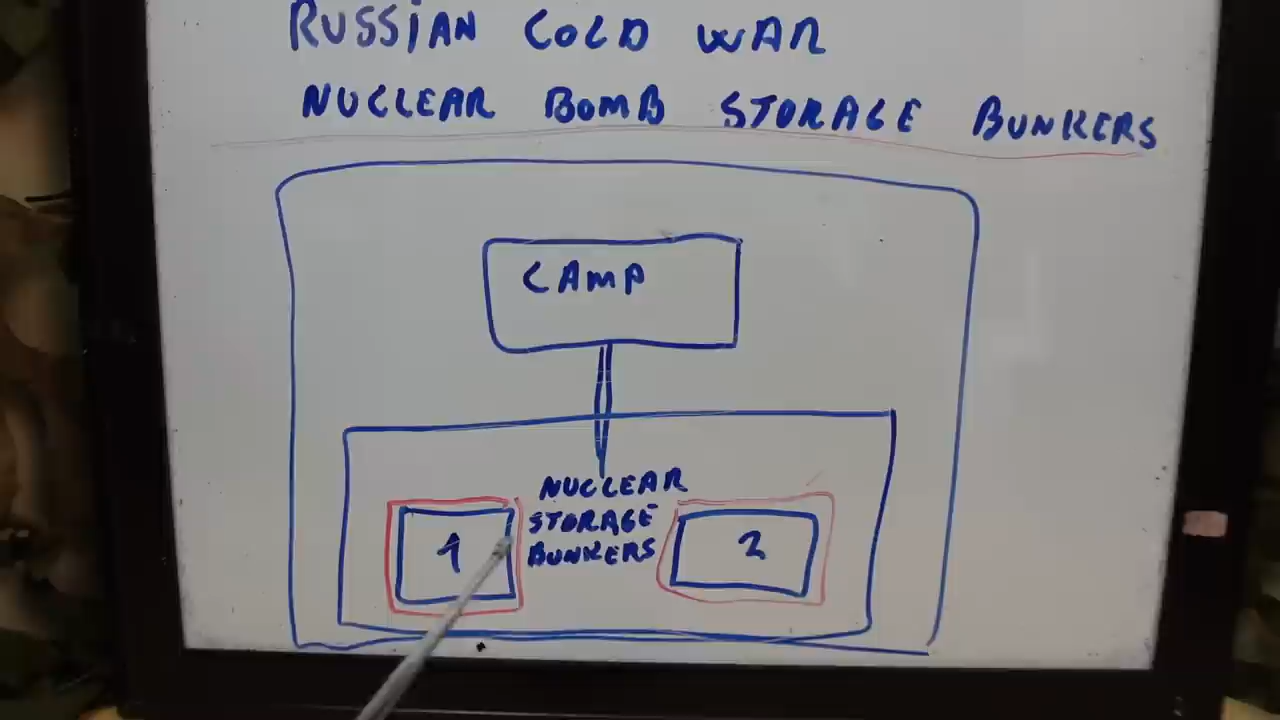 RUSSIAN COLD WAR
NUCLEAR BOMB STORAGE BUNKERS
CAMP
NUCLEAR
STORAGE
BUNKERS
1
2